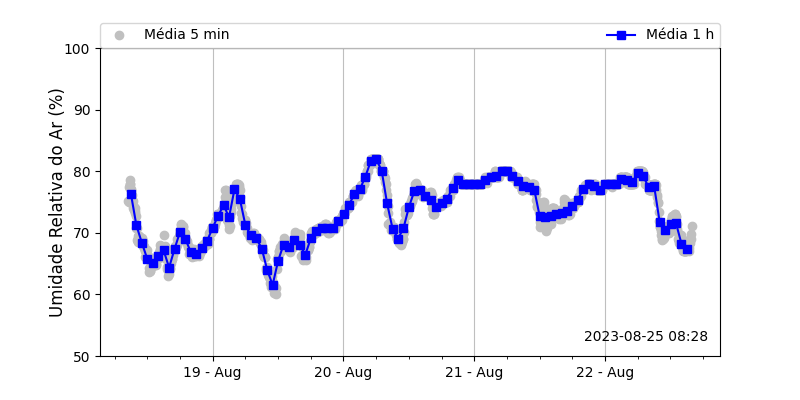 Média 5 min
Média 1 h
Umidade Relativa do Ar (%)
100
90
80
70
60
50
2023-08-25 08:28
19 - Aug
20 - Aug
21 - Aug
22 - Aug